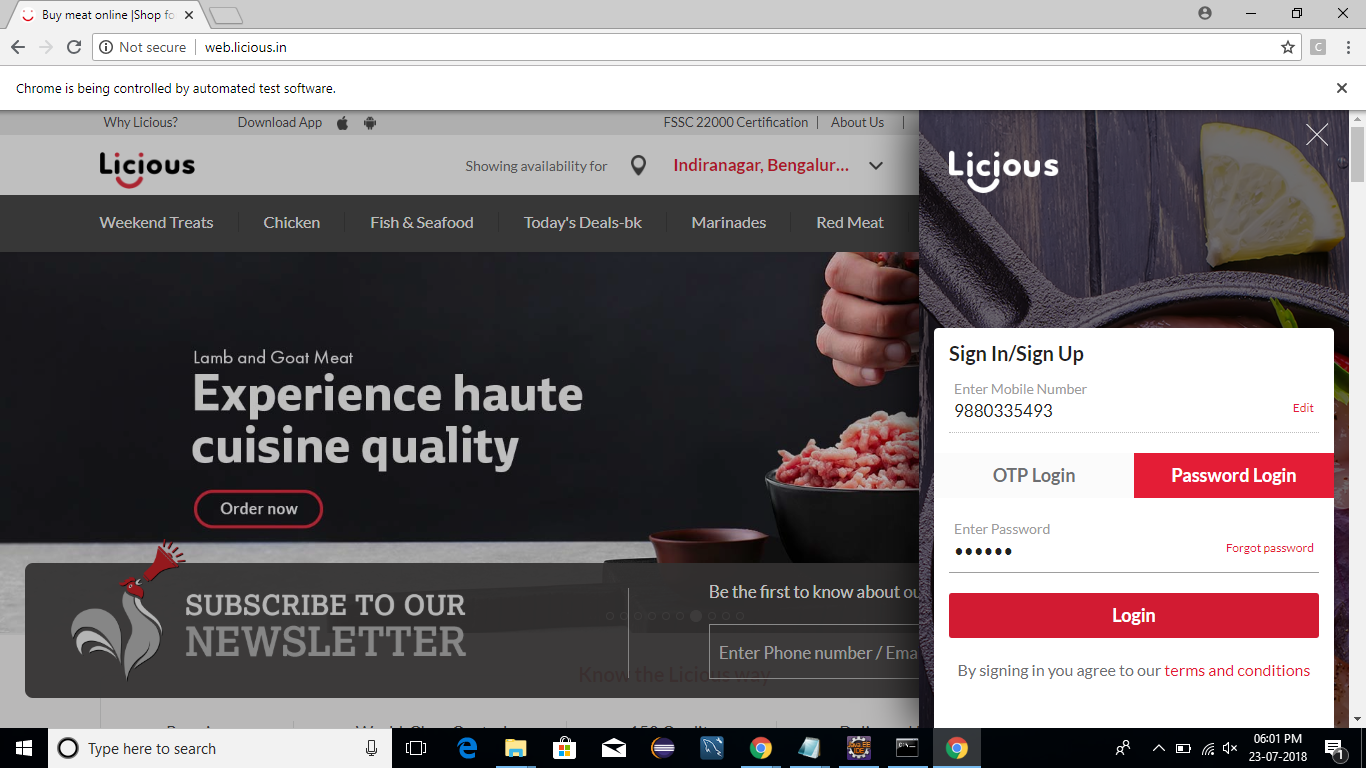 Buy meat online |Shop fo
Not secure
web.licious.in
Chrome is being controlled by automated test software.
Why Licious?
Download App
FSSC 22000 Certification
About Us
Licious
Showing availability for
Indiranagar, Bengalur...
Weekend Treats
Chicken
Fish & Seafood
Today's Deals-bk
Marinades
Red Meat
Lamb and Goat Meat
Experience haute
cuisine quality
Order now
SUBSCRIBE TO OUR
NEWSLETTER
Be the first to know about ou
Enter Phone number / Emai
Know the Licious way
Licious
Sign In/Sign Up
Enter Mobile Number
9880335493
Edit
OTP Login
Password Login
Enter Password
••••••
Forgot password
Login
By signing in you agree to our terms and conditions
Type here to search
06:01 PM
23-07-2018
1